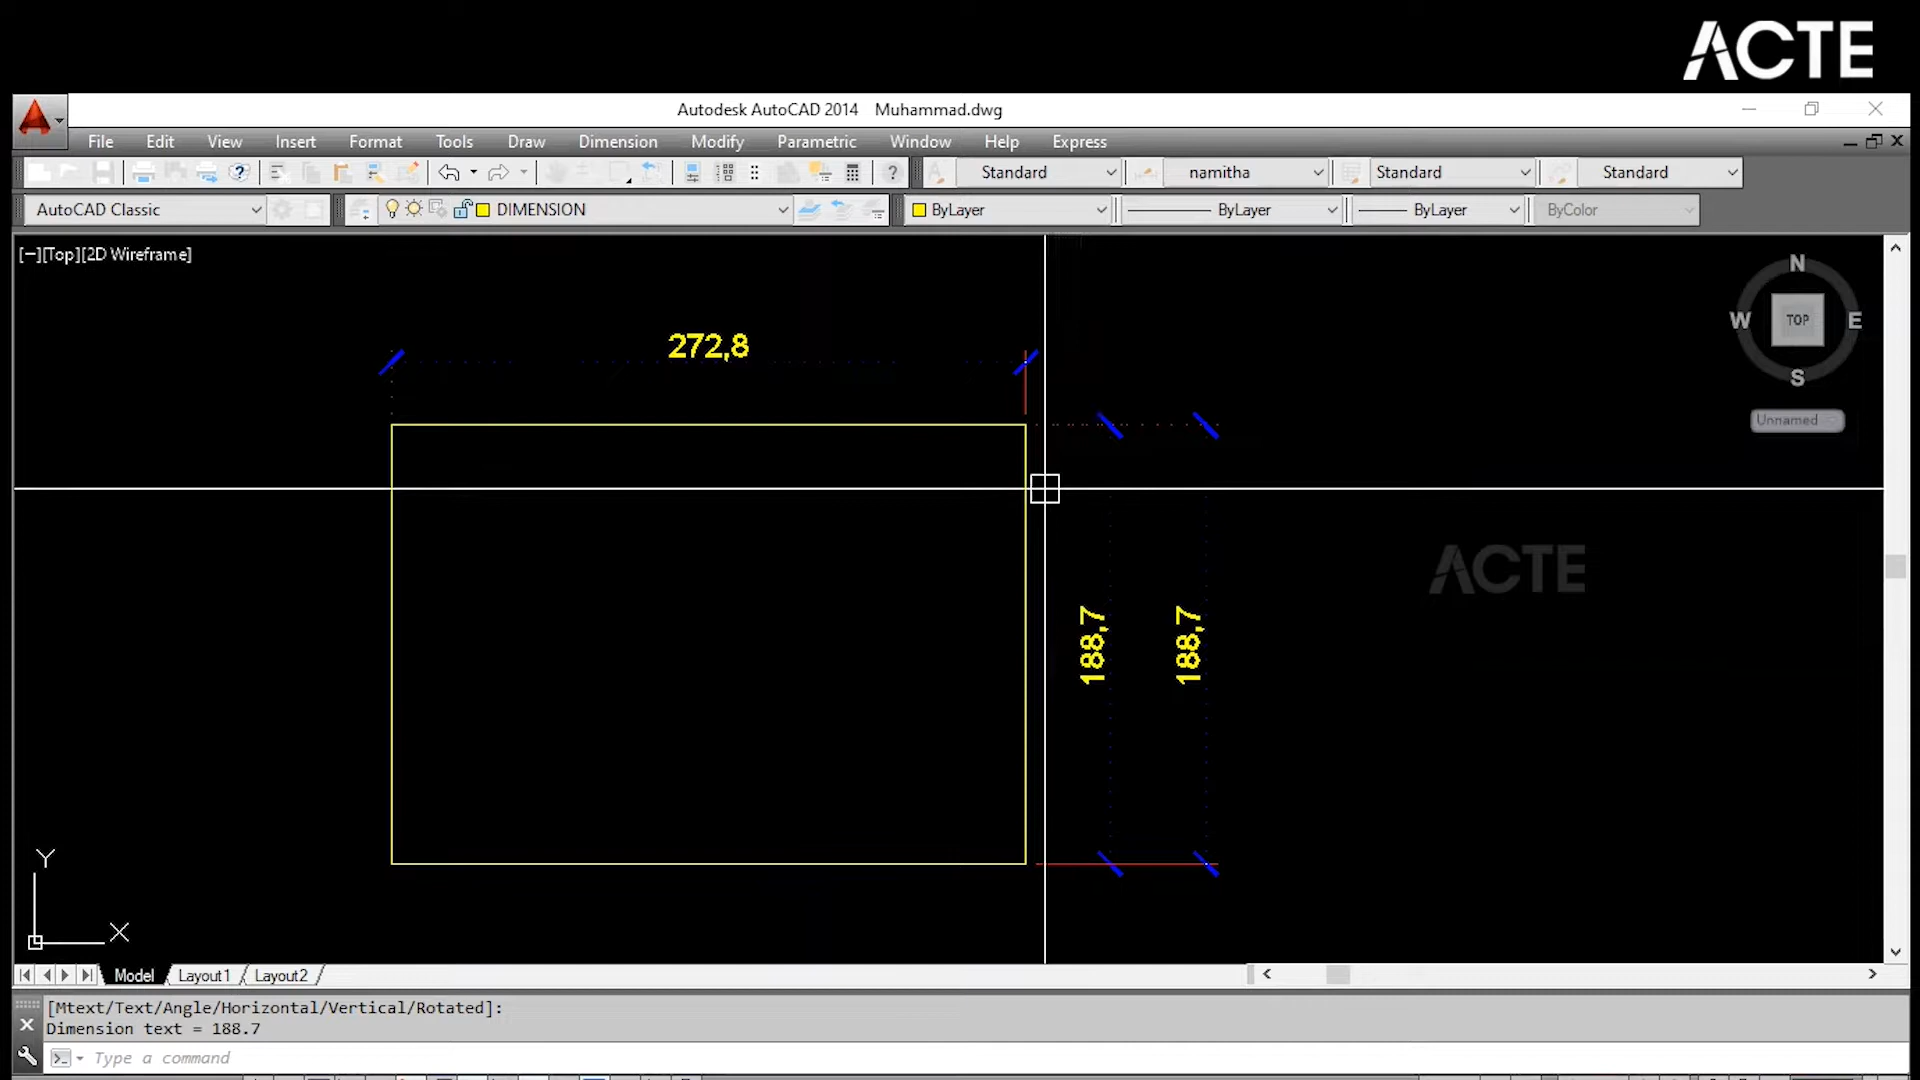 ACTE
Autodesk AutoCAD 2014 Muhammad.dwg
File Edit View Insert Format Tools Draw Dimension Modify Parametric Window Help Express
Standard namitha Standard Standard
AutoCAD Classic DIMENSION ByLayer ByLayer ByLayer ByColor
[−][Top][2D Wireframe]
N
W TOP E
S
Unnamed
272,8
ACTE
188,7 188,7
Y
X
Model Layout1 Layout2
[Mtext/Text/Angle/Horizontal/Vertical/Rotated]:
Dimension text = 188.7
Type a command